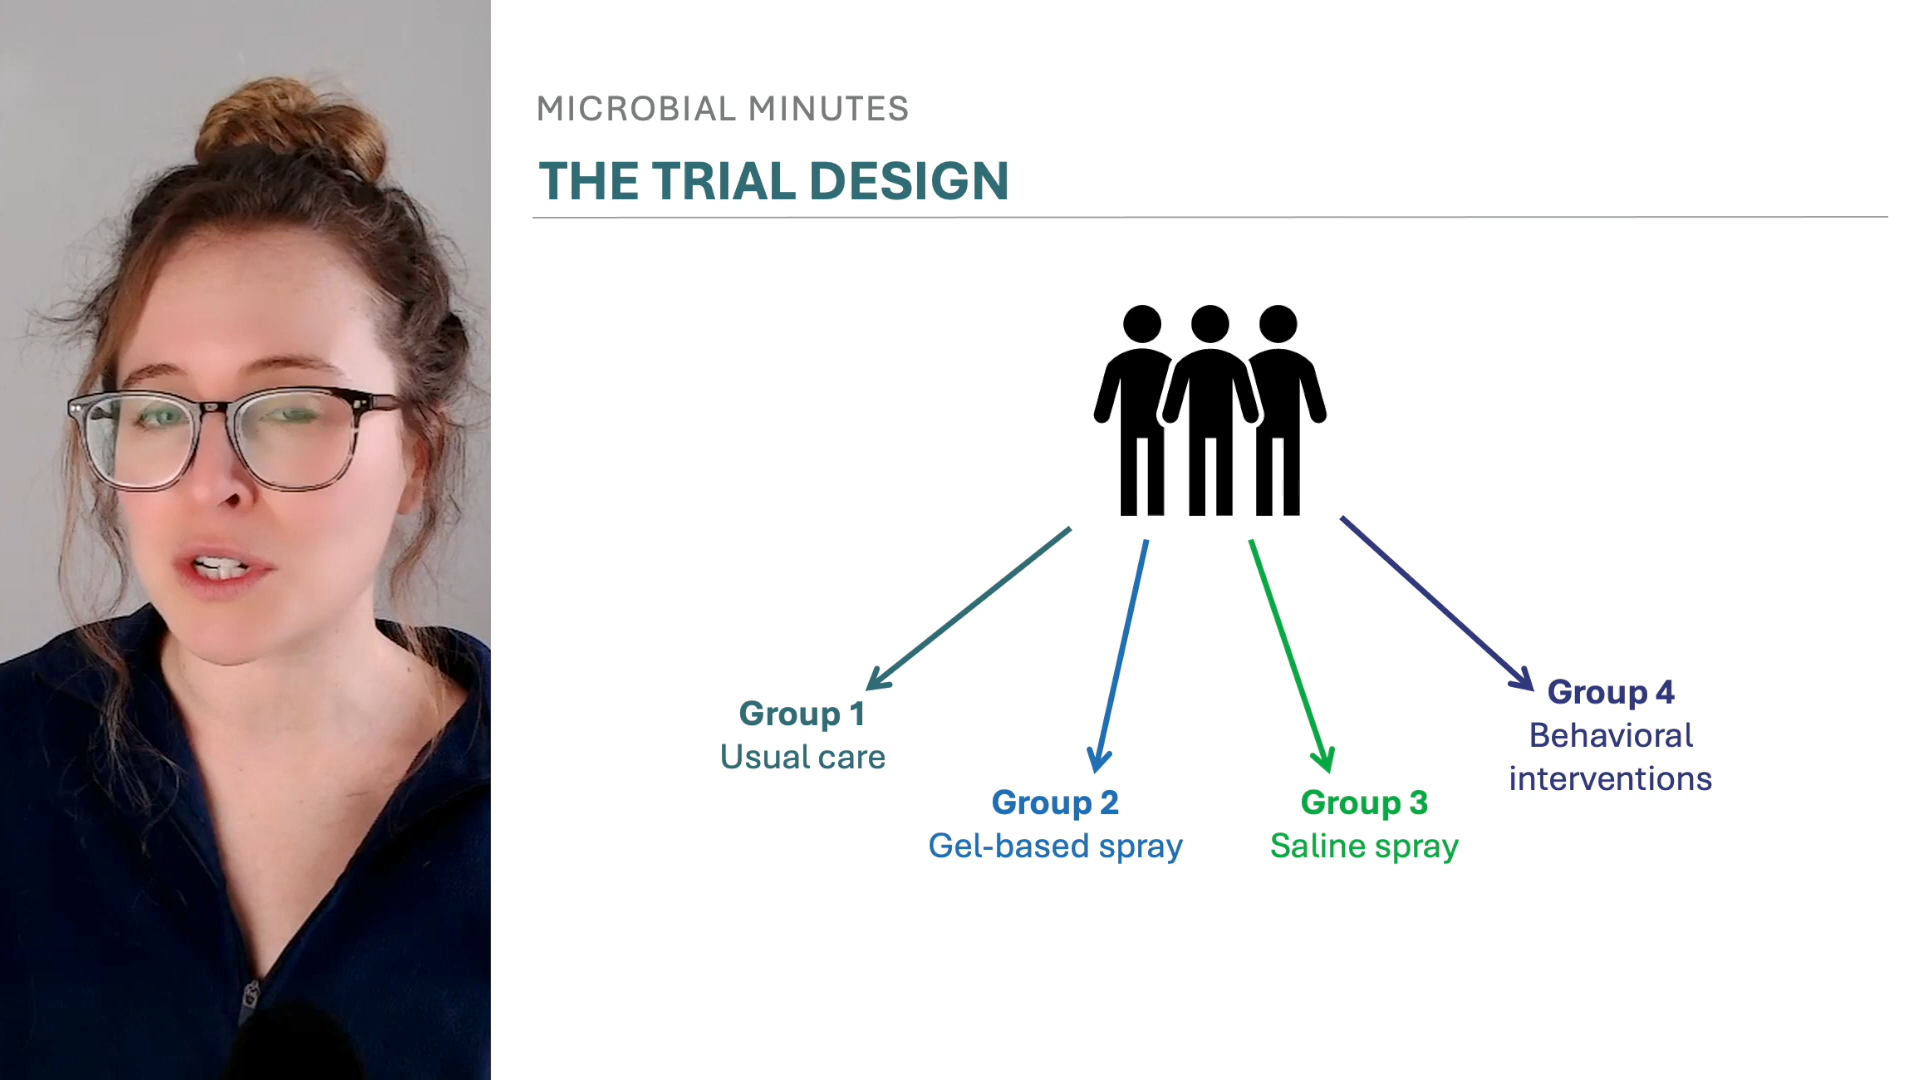 MICROBIAL MINUTES
THE TRIAL DESIGN
Group 1
Usual care
Group 2
Gel-based spray
Group 3
Saline spray
Group 4
Behavioral
interventions